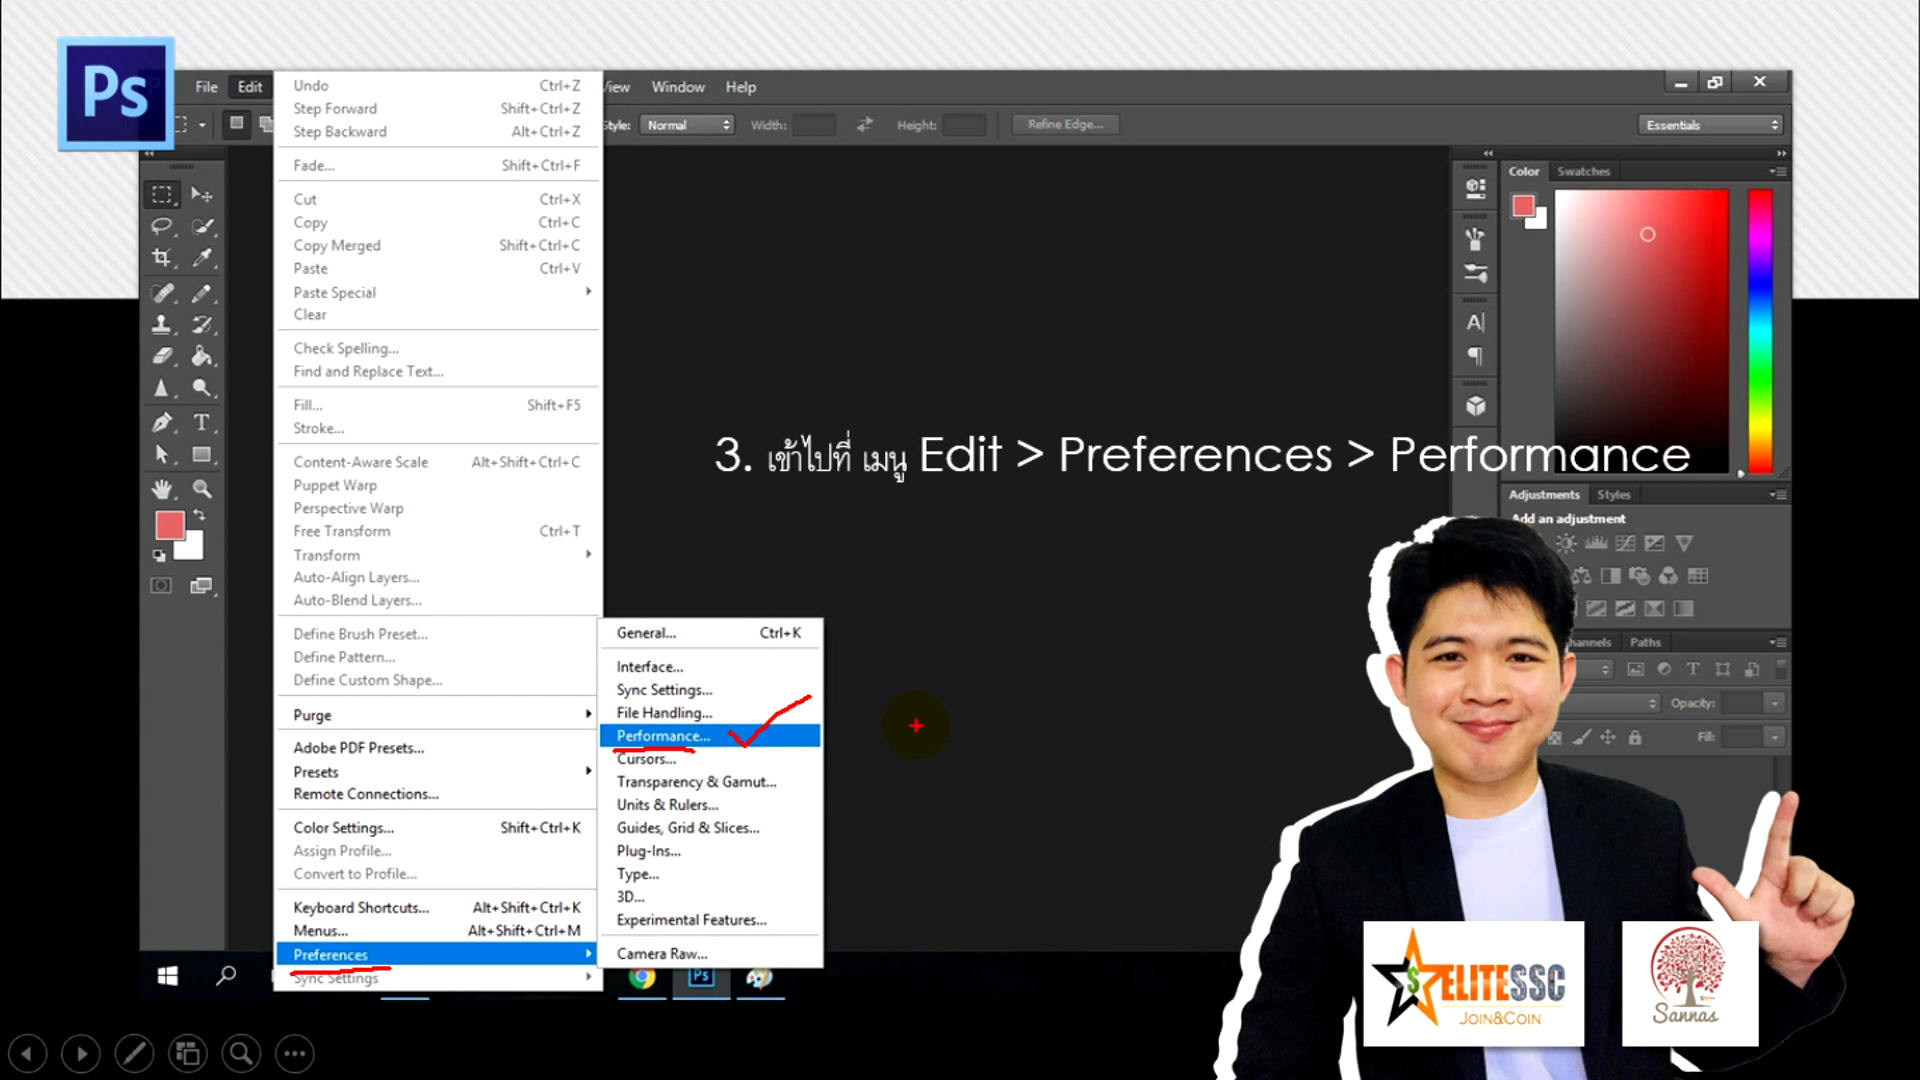 Ps
File Edit View Window Help
Style: Normal Width: Height: Refine Edge... Essentials
Undo Ctrl+Z
Step Forward Shift+Ctrl+Z
Step Backward Alt+Ctrl+Z
Fade... Shift+Ctrl+F
Cut Ctrl+X
Copy Ctrl+C
Copy Merged Shift+Ctrl+C
Paste Ctrl+V
Paste Special
Clear
Check Spelling...
Find and Replace Text...
Fill... Shift+F5
Stroke...
Content-Aware Scale Alt+Shift+Ctrl+C
Puppet Warp
Perspective Warp
Free Transform Ctrl+T
Transform
Auto-Align Layers...
Auto-Blend Layers...
Define Brush Preset...
Define Pattern...
Define Custom Shape...
Purge
Adobe PDF Presets...
Presets
Remote Connections...
Color Settings... Shift+Ctrl+K
Assign Profile...
Convert to Profile...
Keyboard Shortcuts... Alt+Shift+Ctrl+K
Menus... Alt+Shift+Ctrl+M
Preferences
Sync Settings
General... Ctrl+K
Interface...
Sync Settings...
File Handling...
Performance...
Cursors...
Transparency & Gamut...
Units & Rulers...
Guides, Grid & Slices...
Plug-Ins...
Type...
3D...
Experimental Features...
Camera Raw...
3. เข้าไปที่ เมนู Edit > Preferences > Performance
Color Swatches
Adjustments Styles
Add an adjustment
hannels Paths
Opacity:
Fill:
Ps
ELITESSC
JOIN&COIN
Sannas